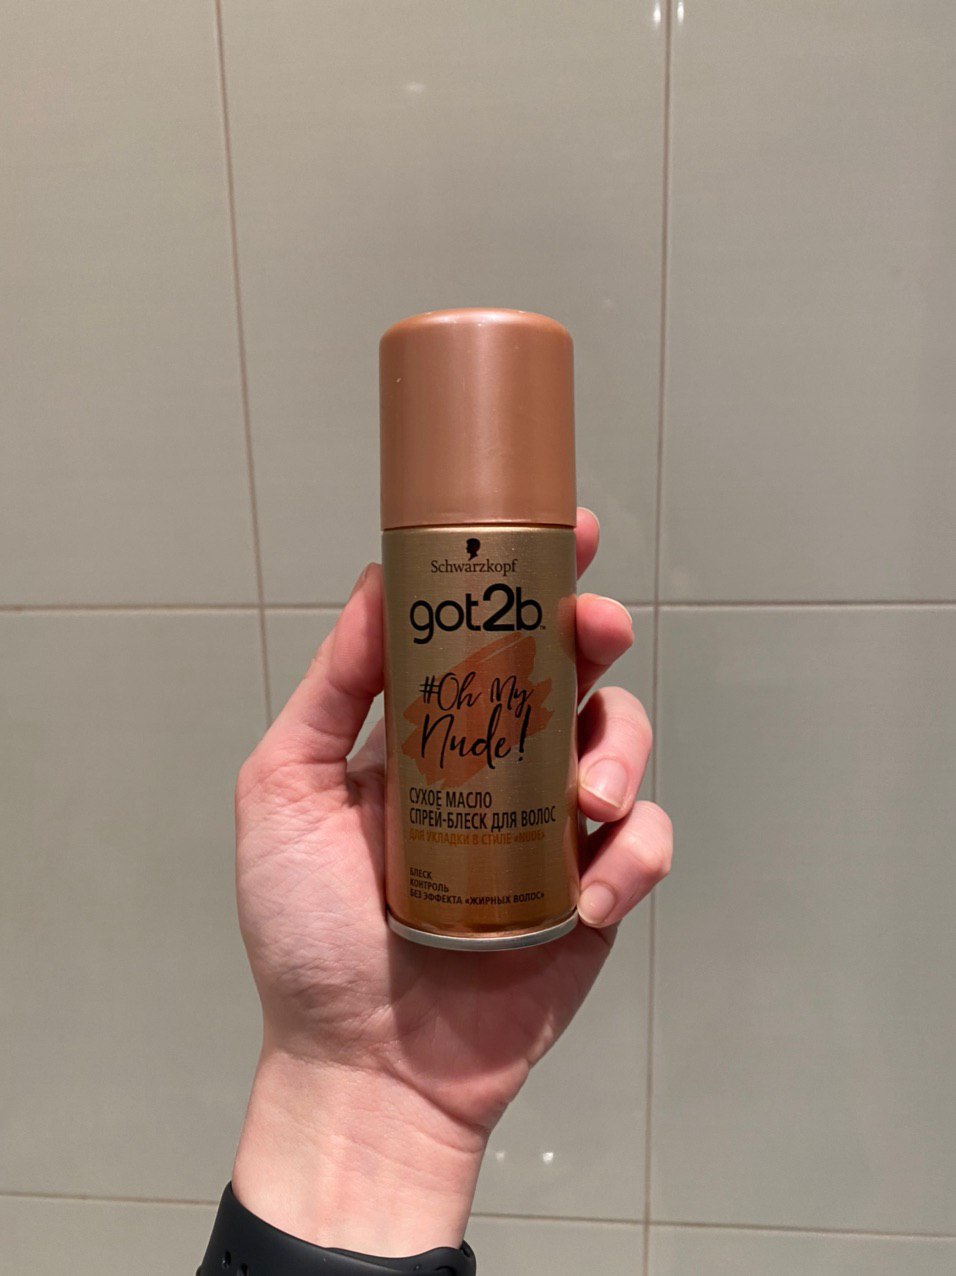 Schwarzkopf
got2b™
#Oh My
Nude!
СУХОЕ МАСЛО
СПРЕЙ-БЛЕСК ДЛЯ ВОЛОС
ДЛЯ УКЛАДКИ В СТИЛЕ «NUDE»
БЛЕСК
КОНТРОЛЬ
БЕЗ ЭФФЕКТА «ЖИРНЫХ ВОЛОС»